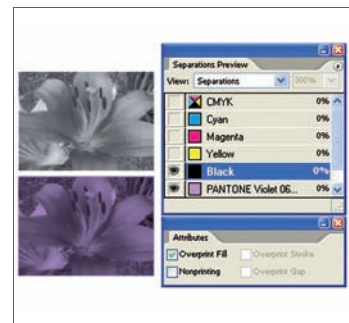 Separations Preview
View: Separations 300%
CMYK 0%
Cyan 0%
Magenta 0%
Yellow 0%
Black 0%
PANTONE Violet 06... 0%
Attributes
Overprint Fill Overprint Stroke
Nonprinting Overprint Gap